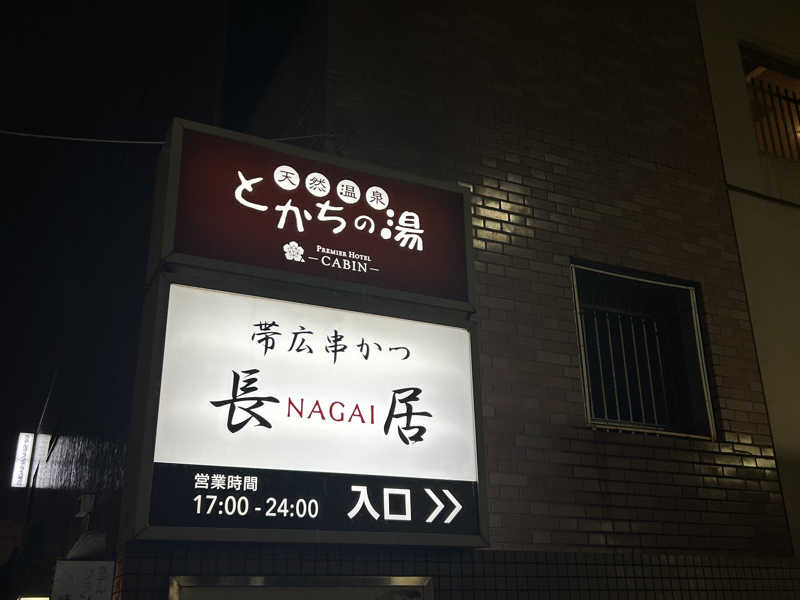 天然温泉
とかちの湯
PREMIER HOTEL
–CABIN–
帯広串かつ
長 NAGAI 居
営業時間
17:00 - 24:00
入口 >>